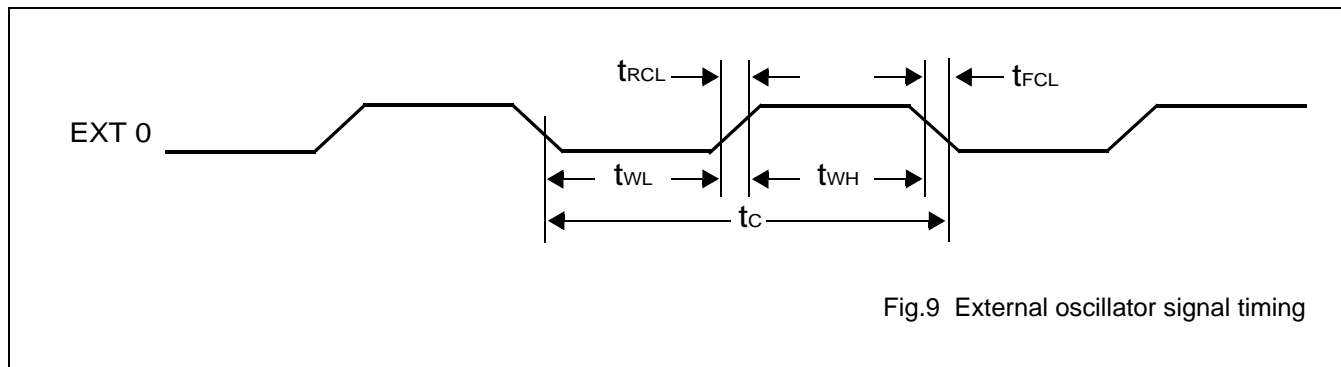 tRCL tFCL
EXT 0
tWL tWH
tC
Fig.9 External oscillator signal timing